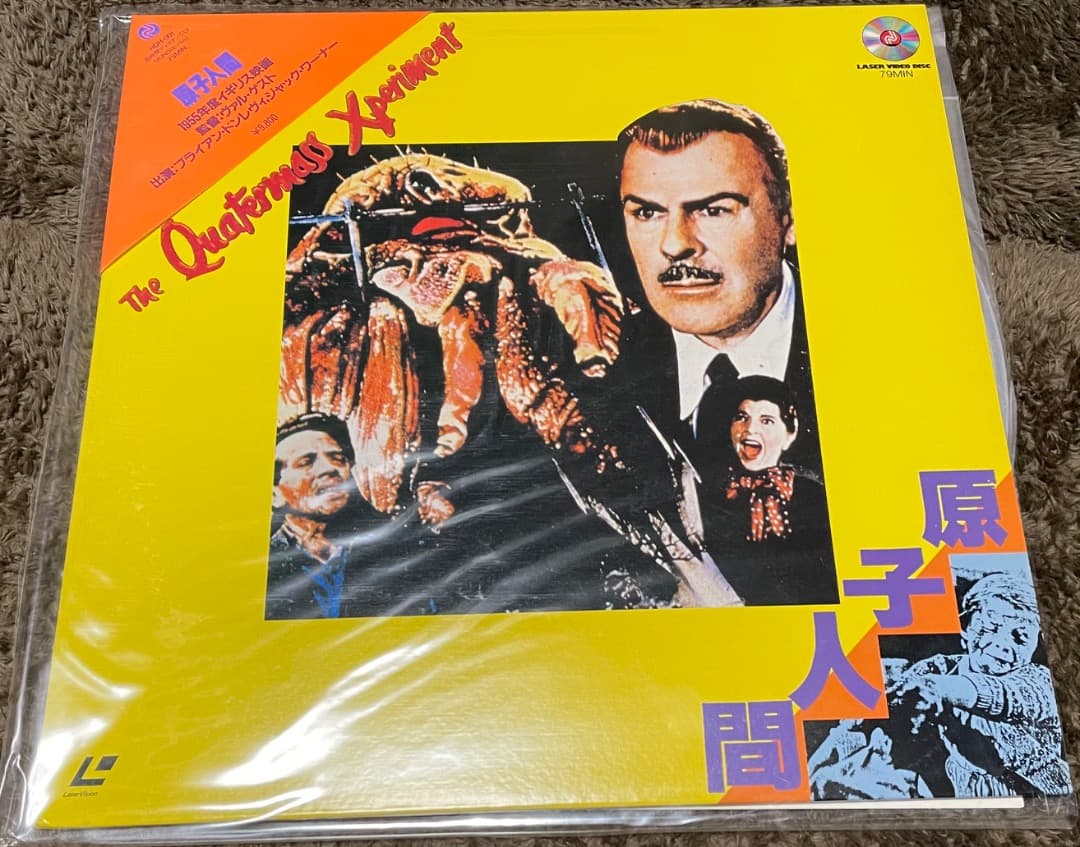 原子人間
1955年度イギリス映画
監督:ヴァル・ゲスト
出演:ブライアン・ドンレヴィ,ジャック・ワーナー
¥9,800
The Quatermass Xperiment
LASER VIDEO DISC
79MIN
原子人間
LaserVision